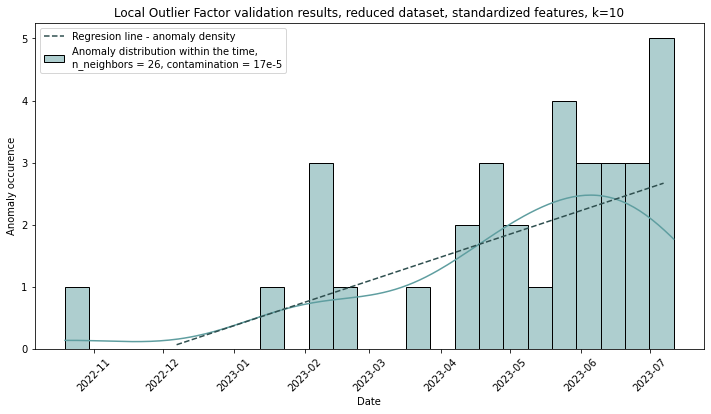 Local Outlier Factor validation results, reduced dataset, standardized features, k=10
Regresion line - anomaly density
Anomaly distribution within the time,
n_neighbors = 26, contamination = 17e-5
Anomaly occurence
5
4
3
2
1
0
2022-11
2022-12
2023-01
2023-02
2023-03
2023-04
2023-05
2023-06
2023-07
Date